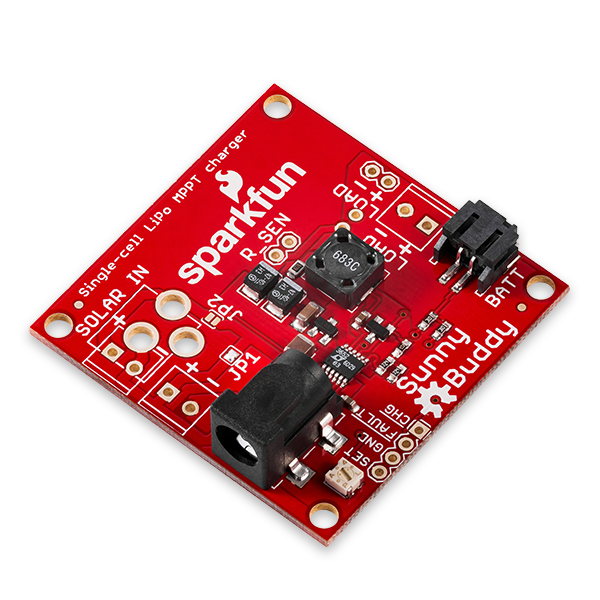 Single-cell LiPo MPPT charger
sparkfun
SOLAR IN
+
+
-
JP2
JP1
R_SEN
683C
LOAD
+ -
LOAD
+
-
BATT
Sunny
Buddy
CHG
FAULT
GND
SET